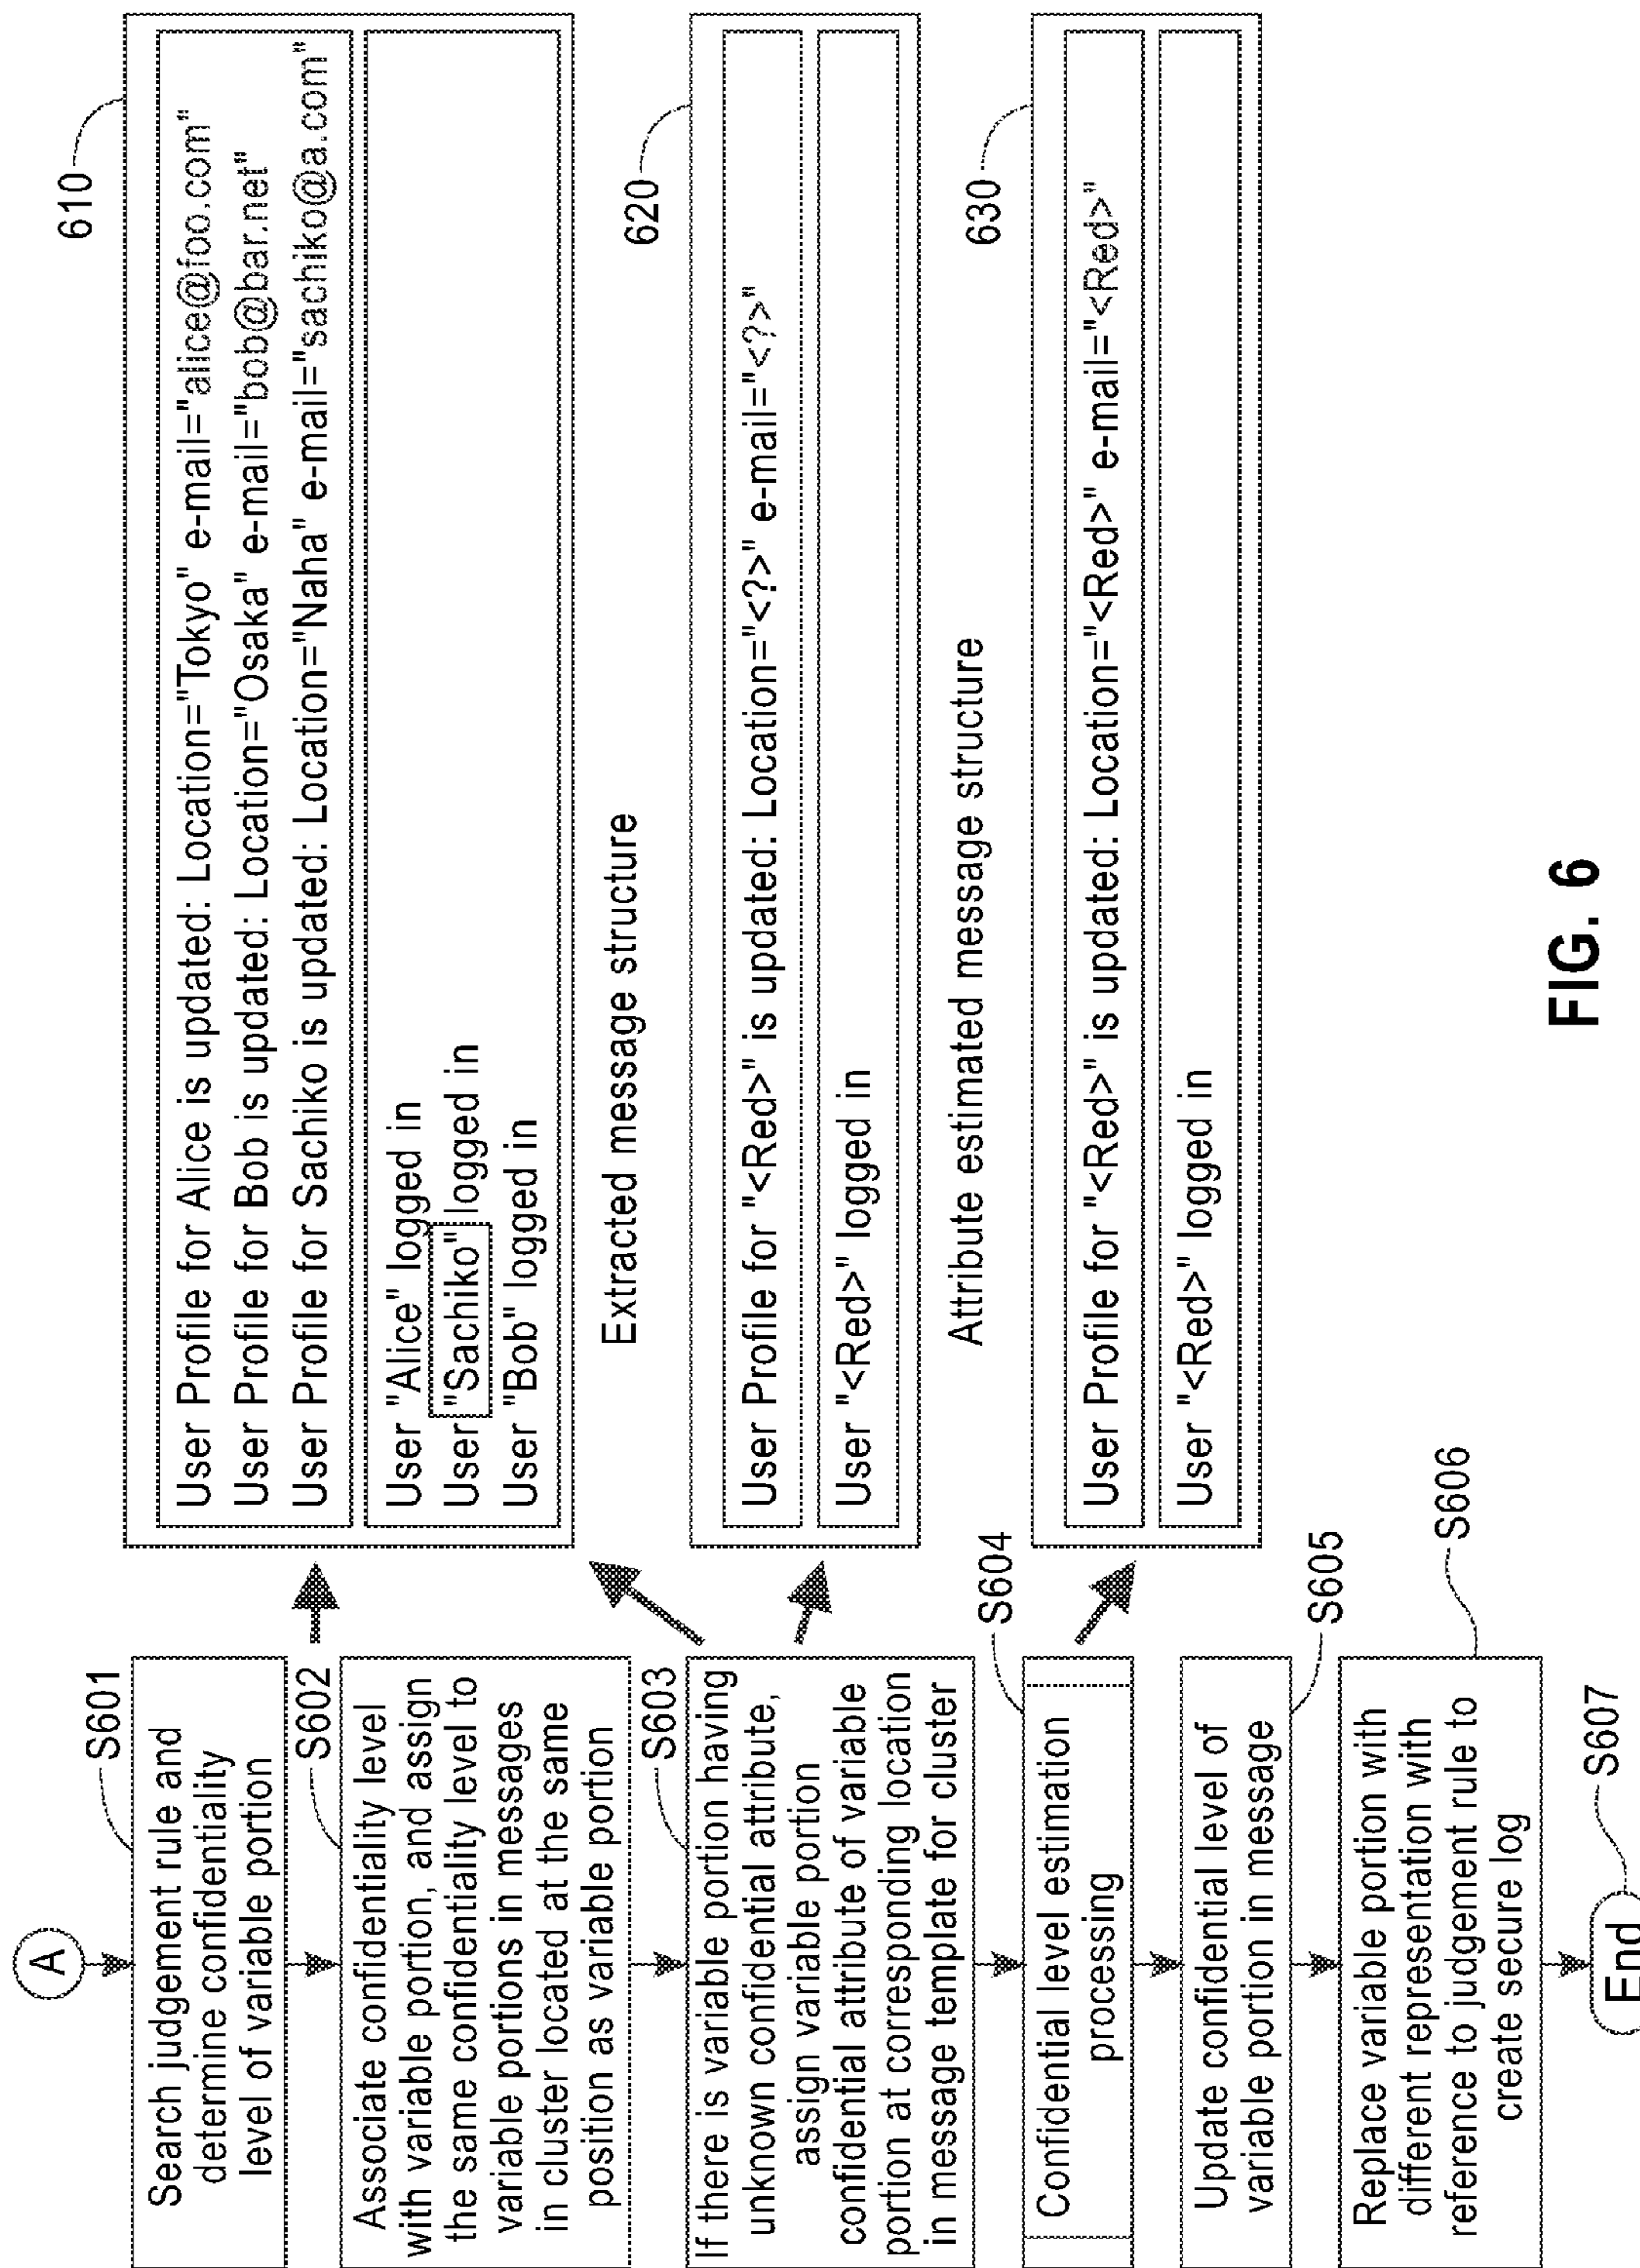 A
S601
Search judgement rule and
determine confidentiality
level of variable portion
S602
Associate confidentiality level
with variable portion, and assign
the same confidentiality level to
variable portions in messages
in cluster located at the same
position as variable portion
S603
If there is variable portion having
unknown confidential attribute,
assign variable portion
confidential attribute of variable
portion at corresponding location
in message template for cluster
S604
Confidential level estimation
processing
S605
Update confidential level of
variable portion in message
S606
Replace variable portion with
different representation with
reference to judgement rule to
create secure log
S607
End
610
User Profile for Alice is updated: Location="Tokyo" e-mail="alice@foo.com"
User Profile for Bob is updated: Location="Osaka" e-mail="bob@bar.net"
User Profile for Sachiko is updated: Location="Naha" e-mail="sachiko@a.com"
User "Alice" logged in
User "Sachiko" logged in
User "Bob" logged in
Extracted message structure
620
User Profile for "<Red>" is updated: Location="<?>" e-mail="<?>"
User "<Red>" logged in
Attribute estimated message structure
630
User Profile for "<Red>" is updated: Location="<Red>" e-mail="<Red>"
User "<Red>" logged in
FIG. 6